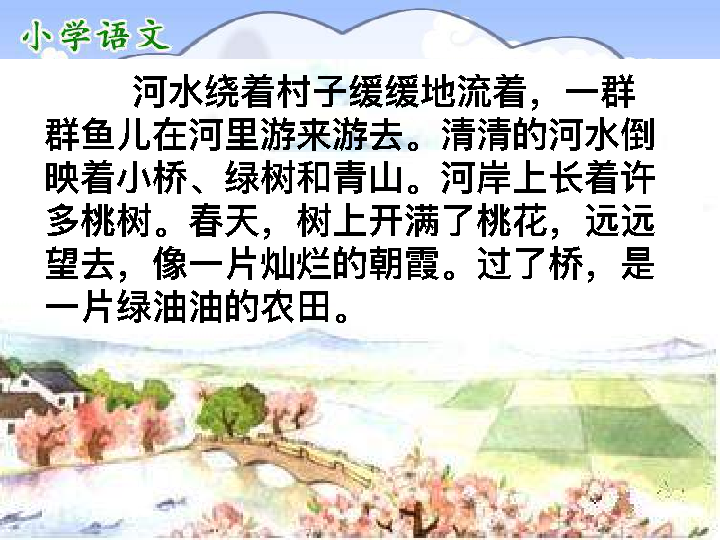 小学语文
河水绕着村子缓缓地流着，一群
群鱼儿在河里游来游去。清清的河水倒
映着小桥、绿树和青山。河岸上长着许
多桃树。春天，树上开满了桃花，远远
望去，像一片灿烂的朝霞。过了桥，是
一片绿油油的农田。